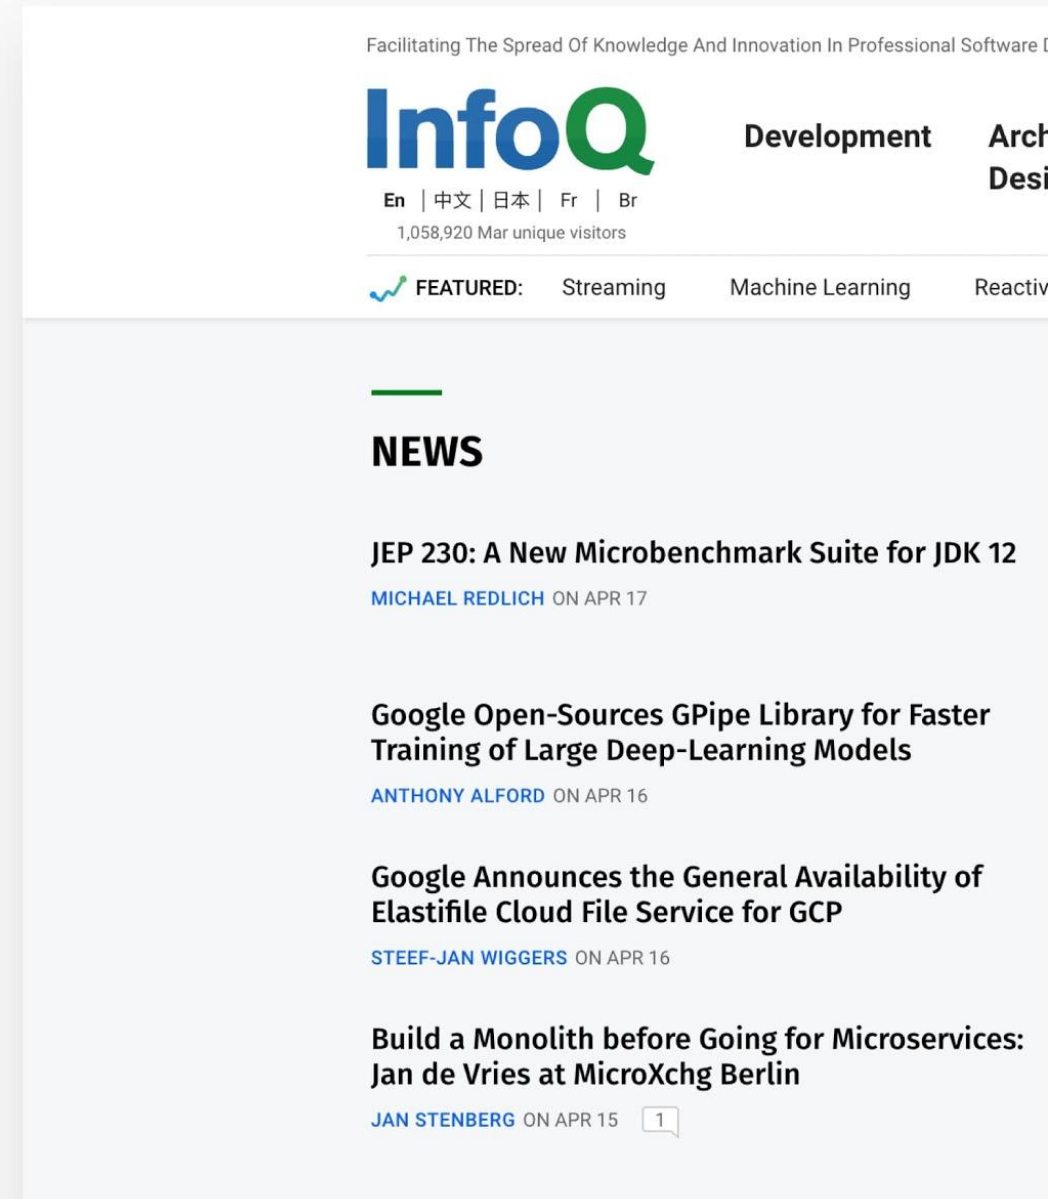 Facilitating The Spread Of Knowledge And Innovation In Professional Software
InfoQ
Development
Arch
Desi
En | 中文 | 日本 | Fr | Br
1,058,920 Mar unique visitors
FEATURED: Streaming Machine Learning Reactiv
NEWS
JEP 230: A New Microbenchmark Suite for JDK 12
MICHAEL REDLICH ON APR 17
Google Open-Sources GPipe Library for Faster
Training of Large Deep-Learning Models
ANTHONY ALFORD ON APR 16
Google Announces the General Availability of
Elastifile Cloud File Service for GCP
STEEF-JAN WIGGERS ON APR 16
Build a Monolith before Going for Microservices:
Jan de Vries at MicroXchg Berlin
JAN STENBERG ON APR 15 1